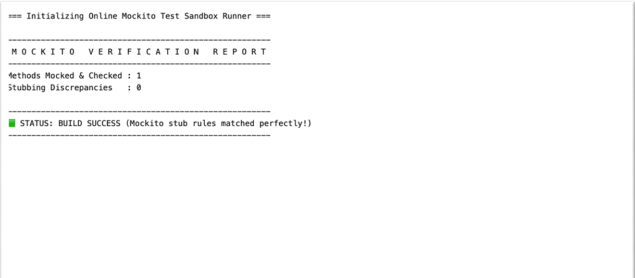 === Initializing Online Mockito Test Sandbox Runner ===
------------------------------------------------------------
M O C K I T O   V E R I F I C A T I O N   R E P O R T
------------------------------------------------------------
Methods Mocked & Checked : 1
Stubbing Discrepancies   : 0
------------------------------------------------------------
🟩 STATUS: BUILD SUCCESS (Mockito stub rules matched perfectly!)
------------------------------------------------------------